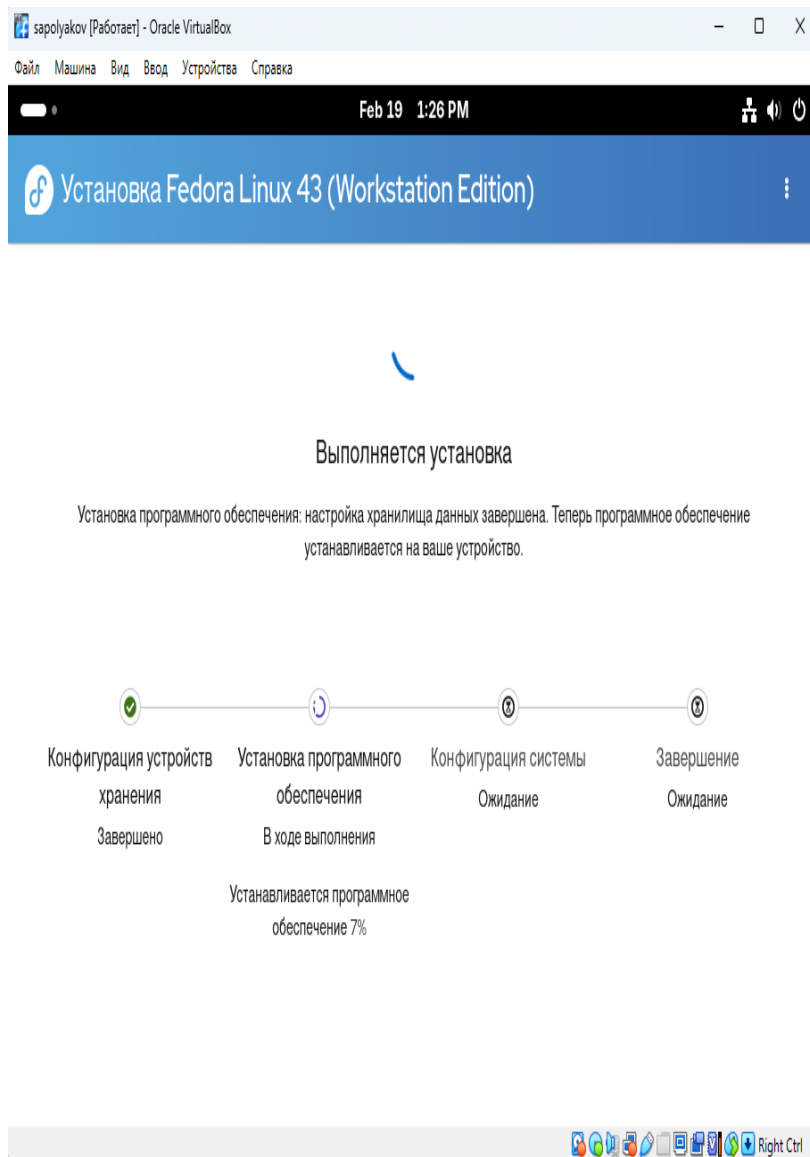 sapolyakov [Работает] - Oracle VirtualBox
Файл Машина Вид Ввод Устройства Справка
Feb 19 1:26 PM
Установка Fedora Linux 43 (Workstation Edition)
Выполняется установка
Установка программного обеспечения: настройка хранилища данных завершена. Теперь программное обеспечение
устанавливается на ваше устройство.
Конфигурация устройств
хранения
Завершено
Установка программного
обеспечения
В ходе выполнения
Устанавливается программное
обеспечение 7%
Конфигурация системы
Ожидание
Завершение
Ожидание
Right Ctrl